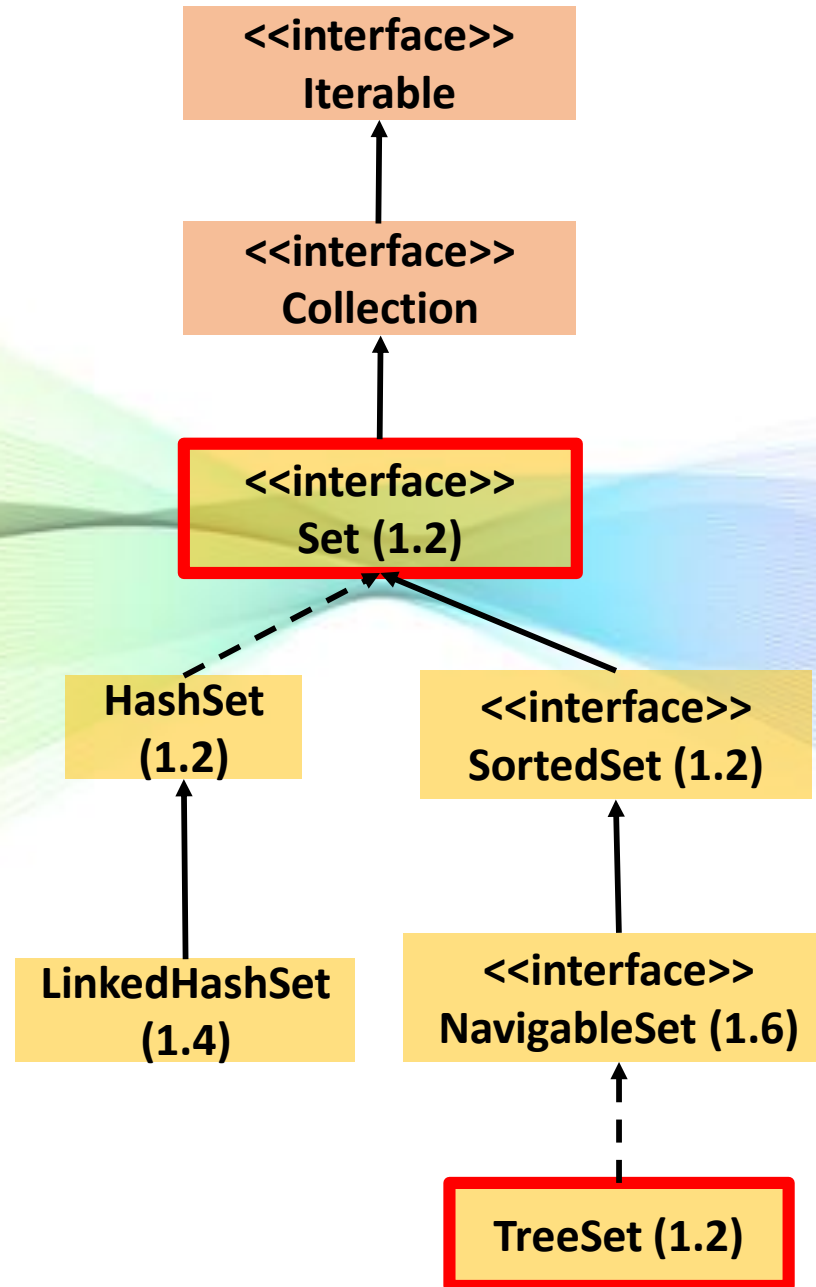 <<interface>>
Iterable
<<interface>>
Collection
<<interface>>
Set (1.2)
HashSet
(1.2)
<<interface>>
SortedSet (1.2)
LinkedHashSet
(1.4)
<<interface>>
NavigableSet (1.6)
TreeSet (1.2)